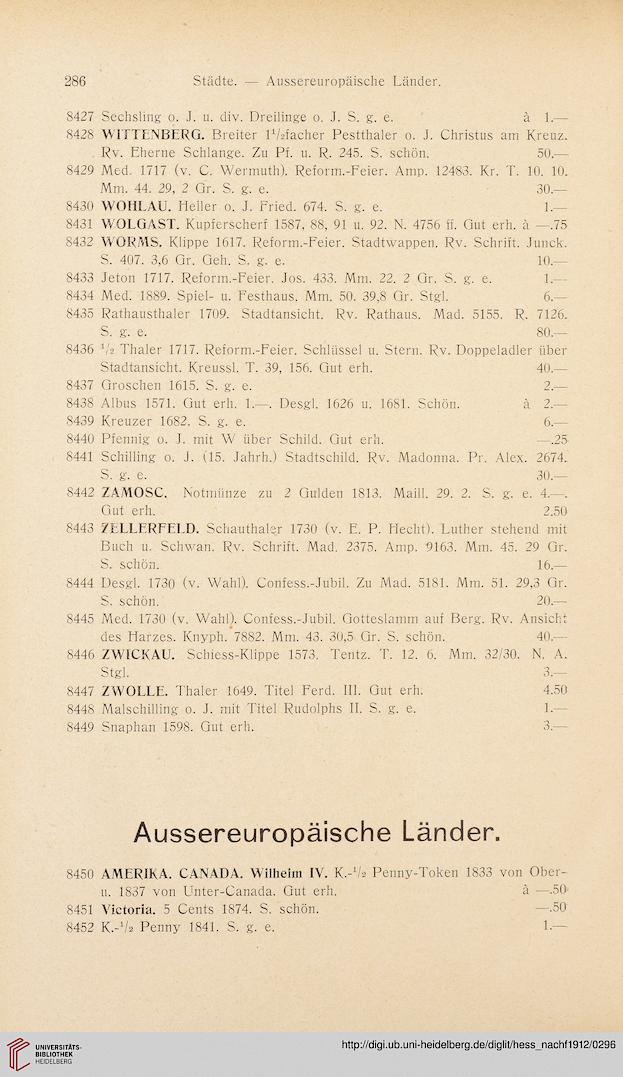 286 Städte. — Aussereuropäische Länder.
8427 Sechsling o. J. u. div. Dreilinge o. J. S. g. e. à 1.—
8428 WITTENBERG. Breiter 1½facher Pestthaler o. J. Christus am Kreuz.
Rv. Eherne Schlange. Zu Pf. u. R. 245. S. schön. 50.—
8429 Med. 1717 (v. C. Wermuth). Reform.-Feier. Amp. 12483. Kr. T. 10. 10.
Mm. 44. 29, 2 Gr. S. g. e. 30.—
8430 WOHLAU. Heller o. J. Fried. 674. S. g. e. 1.—
8431 WOLGAST. Kupferscherf 1587, 88, 91 u. 92. N. 4756 ff. Gut erh. à —.75
8432 WORMS. Klippe 1617. Reform.-Feier. Stadtwappen. Rv. Schrift. Junck.
S. 407. 3,6 Gr. Geh. S. g. e. 10.—
8433 Jeton 1717. Reform.-Feier. Jos. 433. Mm. 22. 2 Gr. S. g. e. 1.—
8434 Med. 1889. Spiel- u. Festhaus. Mm. 50. 39,8 Gr. Stgl. 6.—
8435 Rathausthaler 1709. Stadtansicht. Rv. Rathaus. Mad. 5155. R. 7126.
S. g. e. 80.—
8436 ½ Thaler 1717. Reform.-Feier. Schlüssel u. Stern. Rv. Doppeladler über
Stadtansicht. Kreussl. T. 39, 156. Gut erh. 40.—
8437 Groschen 1615. S. g. e. 2.—
8438 Albus 1571. Gut erh. 1.—. Desgl. 1626 u. 1681. Schön. à 2.—
8439 Kreuzer 1682. S. g. e. 6.—
8440 Pfennig o. J. mit W über Schild. Gut erh. —.25
8441 Schilling o. J. (15. Jahrh.) Stadtschild. Rv. Madonna. Pr. Alex. 2674.
S. g. e. 30.—
8442 ZAMOSC. Notmünze zu 2 Gulden 1813. Maill. 29. 2. S. g. e. 4.—.
Gut erh. 2.50
8443 ZELLERFELD. Schauthaler 1730 (v. E. P. Hecht). Luther stehend mit
Buch u. Schwan. Rv. Schrift. Mad. 2375. Amp. 9163. Mm. 45. 29 Gr.
S. schön. 16.—
8444 Desgl. 1730 (v. Wahl). Confess.-Jubil. Zu Mad. 5181. Mm. 51. 29,3 Gr.
S. schön. 20.—
8445 Med. 1730 (v. Wahl). Confess.-Jubil. Gotteslamm auf Berg. Rv. Ansicht
des Harzes. Knyph. 7882. Mm. 43. 30,5 Gr. S. schön. 40.—
8446 ZWICKAU. Schiess-Klippe 1573. Tentz. T. 12. 6. Mm. 32/30. N. A.
Stgl. 3.—
8447 ZWOLLE. Thaler 1649. Titel Ferd. III. Gut erh. 4.50
8448 Malschilling o. J. mit Titel Rudolphs II. S. g. e. 1.—
8449 Snaphan 1598. Gut erh. 3.—
Aussereuropäische Länder.
8450 AMERIKA. CANADA. Wilhelm IV. K.-½ Penny-Token 1833 von Ober-
u. 1837 von Unter-Canada. Gut erh. à —.50
8451 Victoria. 5 Cents 1874. S. schön. —.50
8452 K.-½ Penny 1841. S. g. e. 1.—
UNIVERSITÄTS-
BIBLIOTHEK
HEIDELBERG
http://digi.ub.uni-heidelberg.de/diglit/hess_nachf1912/0296